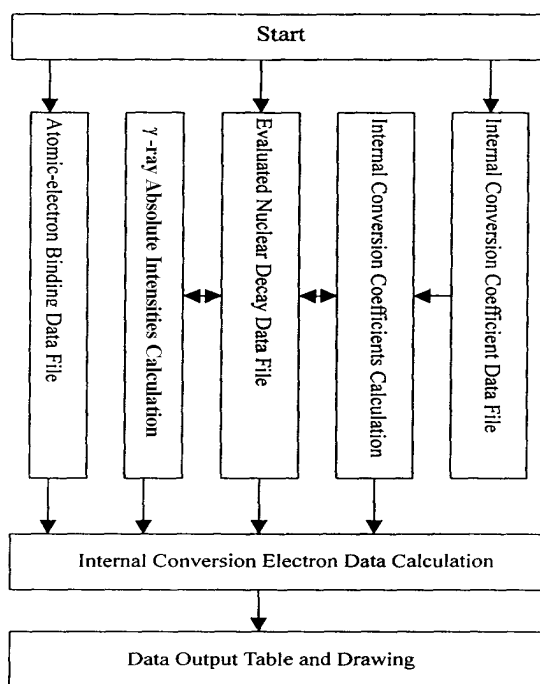 Start
Atomic-electron Binding Data File
γ-ray Absolute Intensities Calculation
Evaluated Nuclear Decay Data File
Internal Conversion Coefficients Calculation
Internal Conversion Coefficient Data File
Internal Conversion Electron Data Calculation
Data Output Table and Drawing